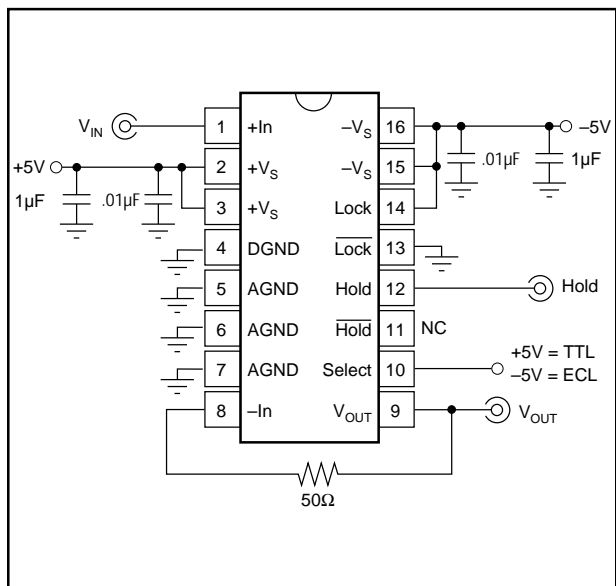 V_IN
1 +In
–V_S 16
–5V
+5V
2 +V_S
–V_S 15
.01µF
1µF
1µF
.01µF
3 +V_S
Lock 14
4 DGND
L̅o̅c̅k̅ 13
5 AGND
Hold 12
Hold
6 AGND
H̅o̅l̅d̅ 11
NC
7 AGND
Select 10
+5V = TTL
–5V = ECL
8 –In
V_OUT 9
V_OUT
50Ω